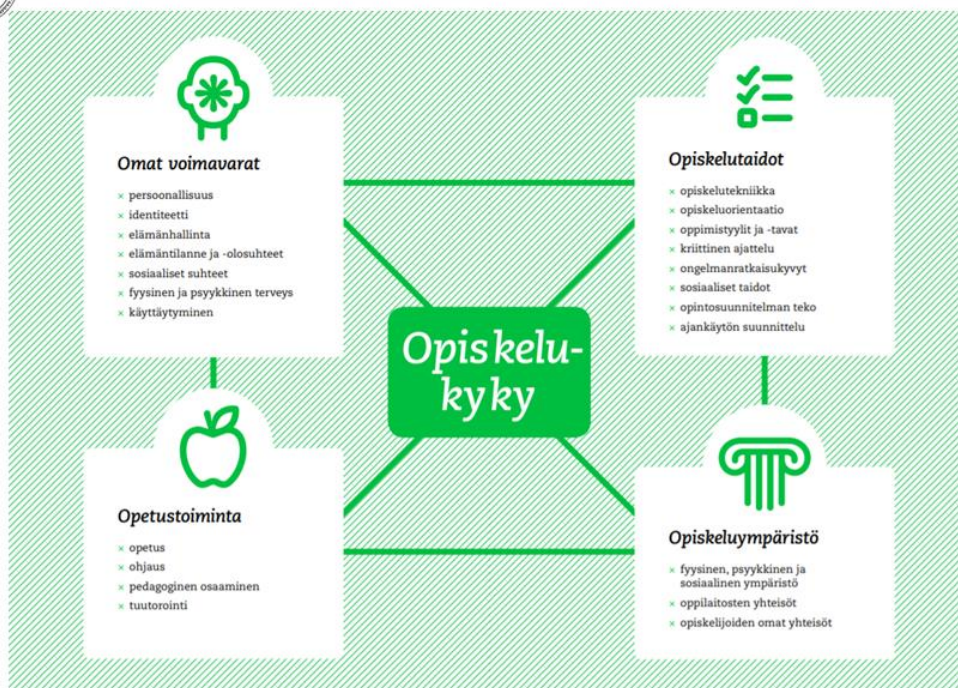 Omat voimavarat
× persoonallisuus
× identiteetti
× elämänhallinta
× elämäntilanne ja -olosuhteet
× sosiaaliset suhteet
× fyysinen ja psyykkinen terveys
× käyttäytyminen
Opiskelutaidot
× opiskelutekniikka
× opiskeluorientaatio
× oppimistyylit ja -tavat
× kriittinen ajattelu
× ongelmanratkaisukyvyt
× sosiaaliset taidot
× opintosuunnitelman teko
× ajankäytön suunnittelu
Opiskelu-
kyky
Opetustoiminta
× opetus
× ohjaus
× pedagoginen osaaminen
× tuutorointi
Opiskeluympäristö
× fyysinen, psyykkinen ja
sosiaalinen ympäristö
× oppilaitosten yhteisöt
× opiskelijoiden omat yhteisöt